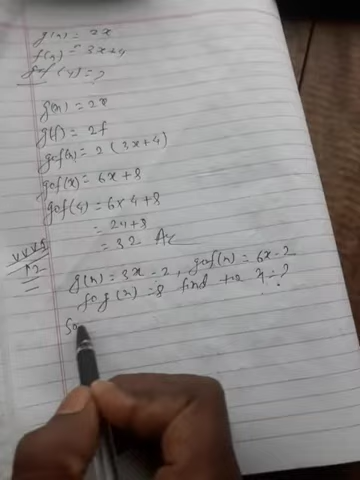 g(x) = 2x
f(x) = 3x+4
gof (4) = ?
g(x) = 2x
g(f) = 2f
gof(x) = 2 (3x+4)
gof(x) = 6x+8
gof(4) = 6x4+8
= 24+8
= 32
VVVS
12
g(x) = 3x-2, gof(x) = 6x-2
fog(x) = 8 find the x = ?
So